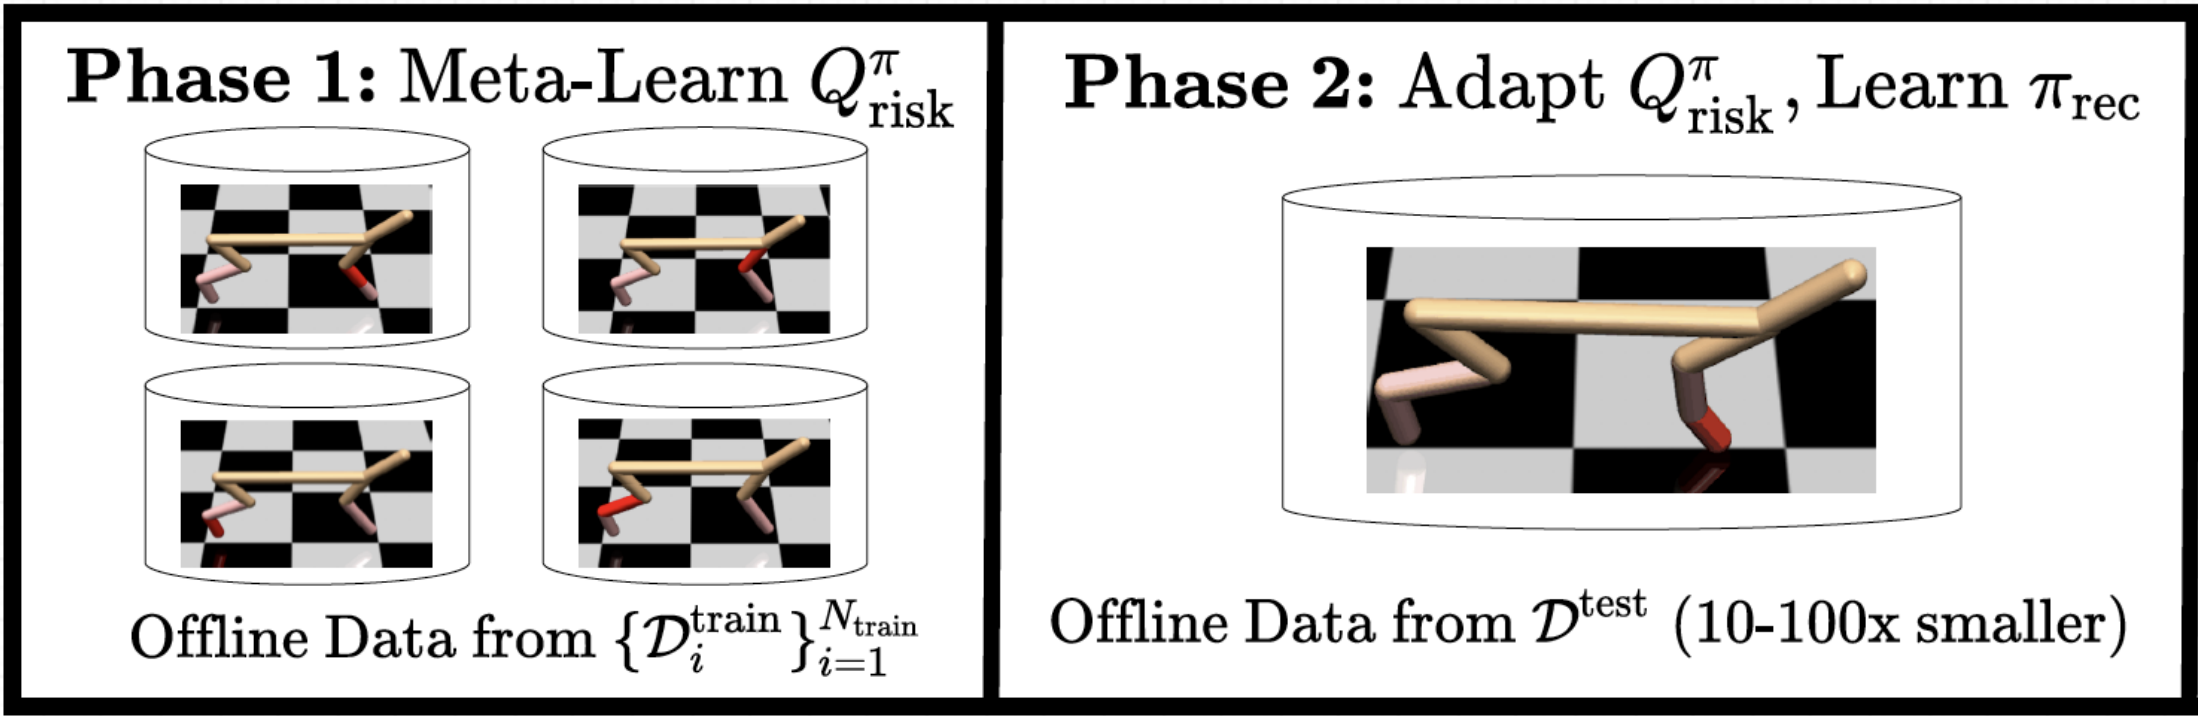 Phase 1: Meta-Learn $Q^{\pi}_{\text{risk}}$
Offline Data from $\{\mathcal{D}^{\text{train}}_i\}_{i=1}^{N_{\text{train}}}$
Phase 2: Adapt $Q^{\pi}_{\text{risk}}$, Learn $\pi_{\text{rec}}$
Offline Data from $\mathcal{D}^{\text{test}}$ (10-100x smaller)